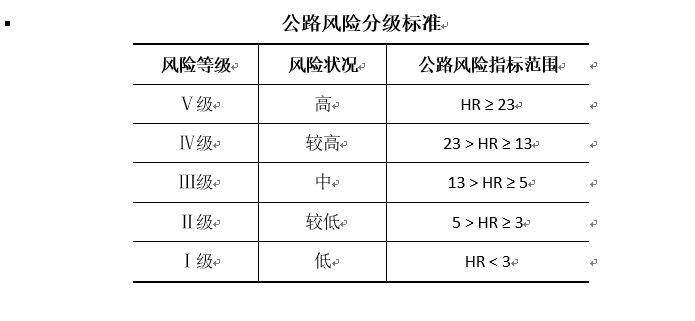 公路风险分级标准
风险等级 风险状况 公路风险指标范围
Ⅴ级 高 HR ≥ 23
Ⅳ级 较高 23 > HR ≥ 13
Ⅲ级 中 13 > HR ≥ 5
Ⅱ级 较低 5 > HR ≥ 3
Ⅰ级 低 HR < 3